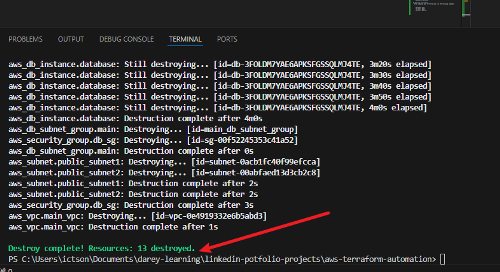 PROBLEMS OUTPUT DEBUG CONSOLE TERMINAL PORTS
aws_db_instance.database: Still destroying... [id=db-3FOLDM7YAE6APKSFGSSQLMJ4TE, 3m20s elapsed]
aws_db_instance.database: Still destroying... [id=db-3FOLDM7YAE6APKSFGSSQLMJ4TE, 3m30s elapsed]
aws_db_instance.database: Still destroying... [id=db-3FOLDM7YAE6APKSFGSSQLMJ4TE, 3m40s elapsed]
aws_db_instance.database: Still destroying... [id=db-3FOLDM7YAE6APKSFGSSQLMJ4TE, 3m50s elapsed]
aws_db_instance.database: Still destroying... [id=db-3FOLDM7YAE6APKSFGSSQLMJ4TE, 4m0s elapsed]
aws_db_instance.database: Destruction complete after 4m0s
aws_db_subnet_group.main: Destroying... [id=main_db_subnet_group]
aws_security_group.db_sg: Destroying... [id=sg-00f52245353c41a52]
aws_db_subnet_group.main: Destruction complete after 0s
aws_subnet.public_subnet1: Destroying... [id=subnet-0acb1fc40f99efcca]
aws_subnet.public_subnet2: Destroying... [id=subnet-00abfaed13d3cb2c8]
aws_subnet.public_subnet1: Destruction complete after 2s
aws_subnet.public_subnet2: Destruction complete after 2s
aws_security_group.db_sg: Destruction complete after 3s
aws_vpc.main_vpc: Destroying... [id=vpc-0e4919332e6b5abd3]
aws_vpc.main_vpc: Destruction complete after 1s
Destroy complete! Resources: 13 destroyed.
PS C:\Users\ictson\Documents\darey-learning\linkedin-potfolio-projects\aws-terraform-automation>